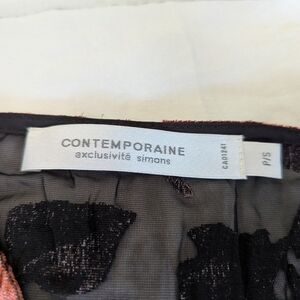 CONTEMPORAINE
exclusivité simons
CA01241
P/S